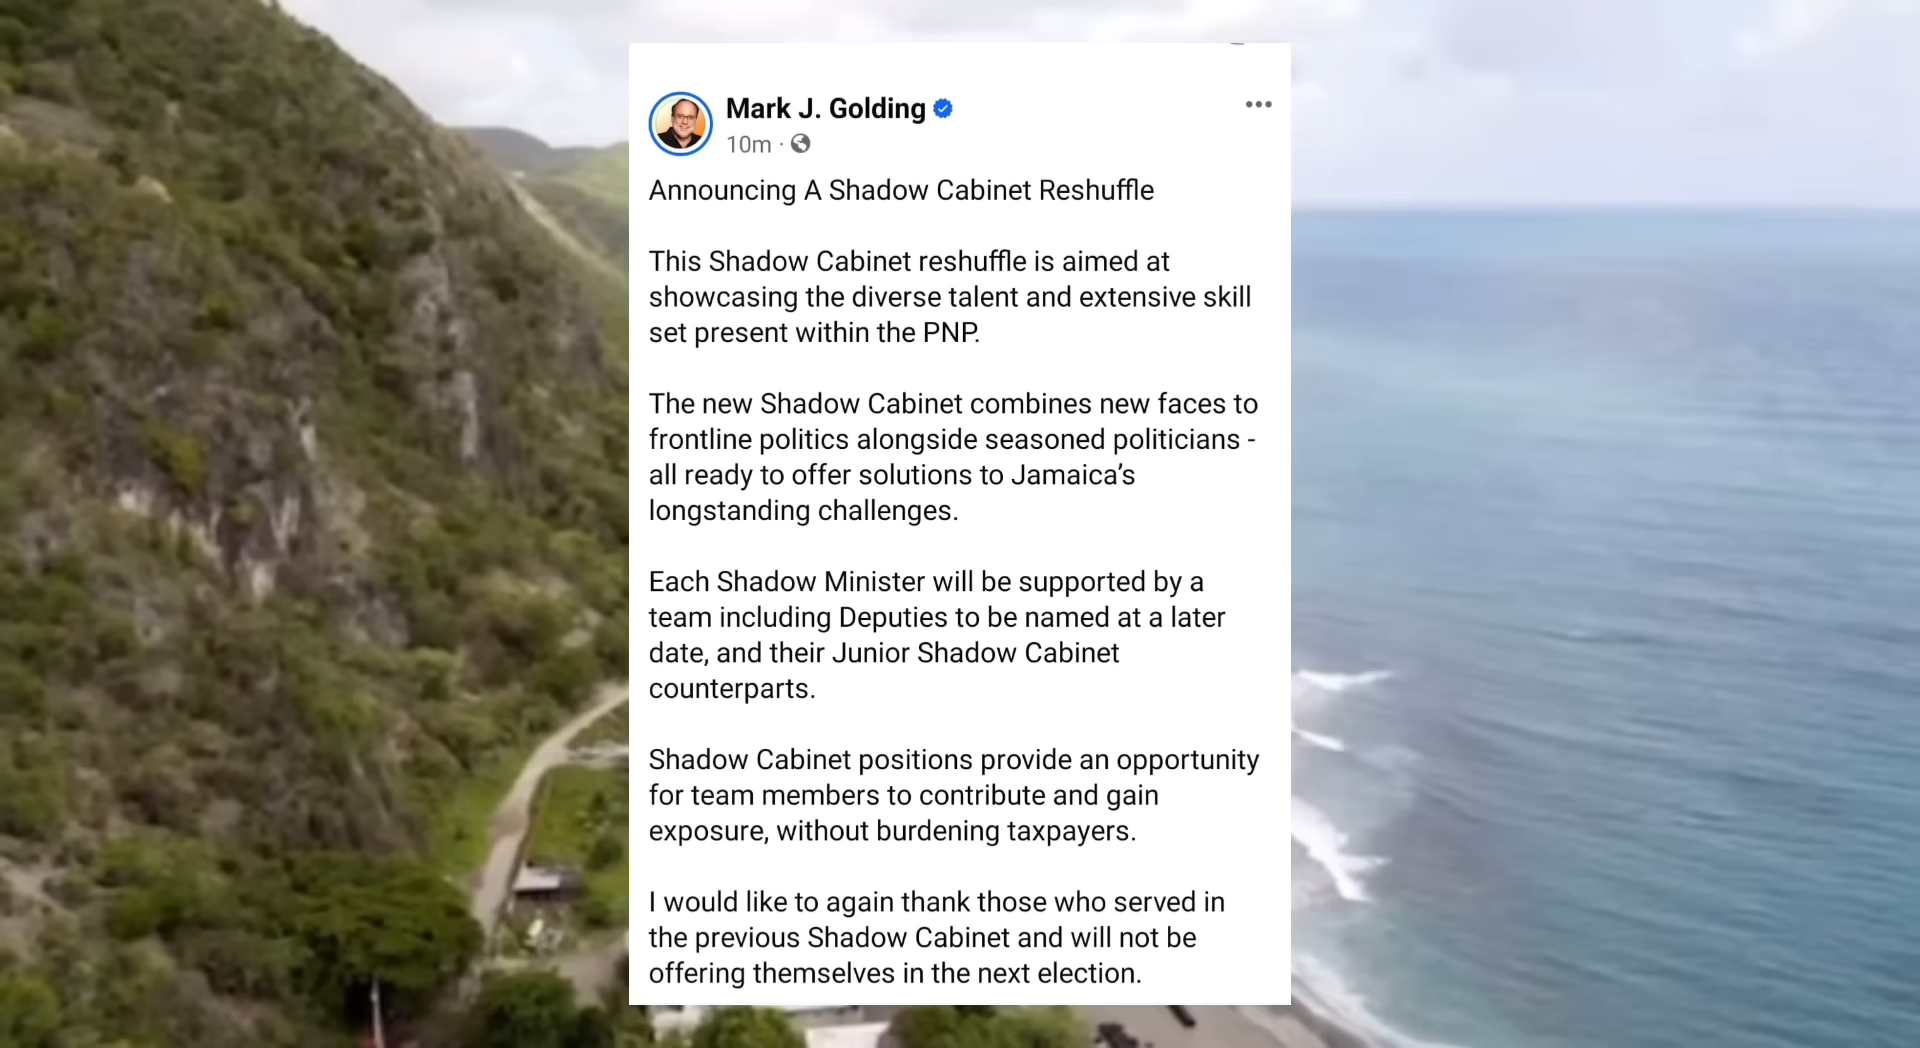 Mark J. Golding
10m ·
Announcing A Shadow Cabinet Reshuffle
This Shadow Cabinet reshuffle is aimed at
showcasing the diverse talent and extensive skill
set present within the PNP.
The new Shadow Cabinet combines new faces to
frontline politics alongside seasoned politicians -
all ready to offer solutions to Jamaica’s
longstanding challenges.
Each Shadow Minister will be supported by a
team including Deputies to be named at a later
date, and their Junior Shadow Cabinet
counterparts.
Shadow Cabinet positions provide an opportunity
for team members to contribute and gain
exposure, without burdening taxpayers.
I would like to again thank those who served in
the previous Shadow Cabinet and will not be
offering themselves in the next election.